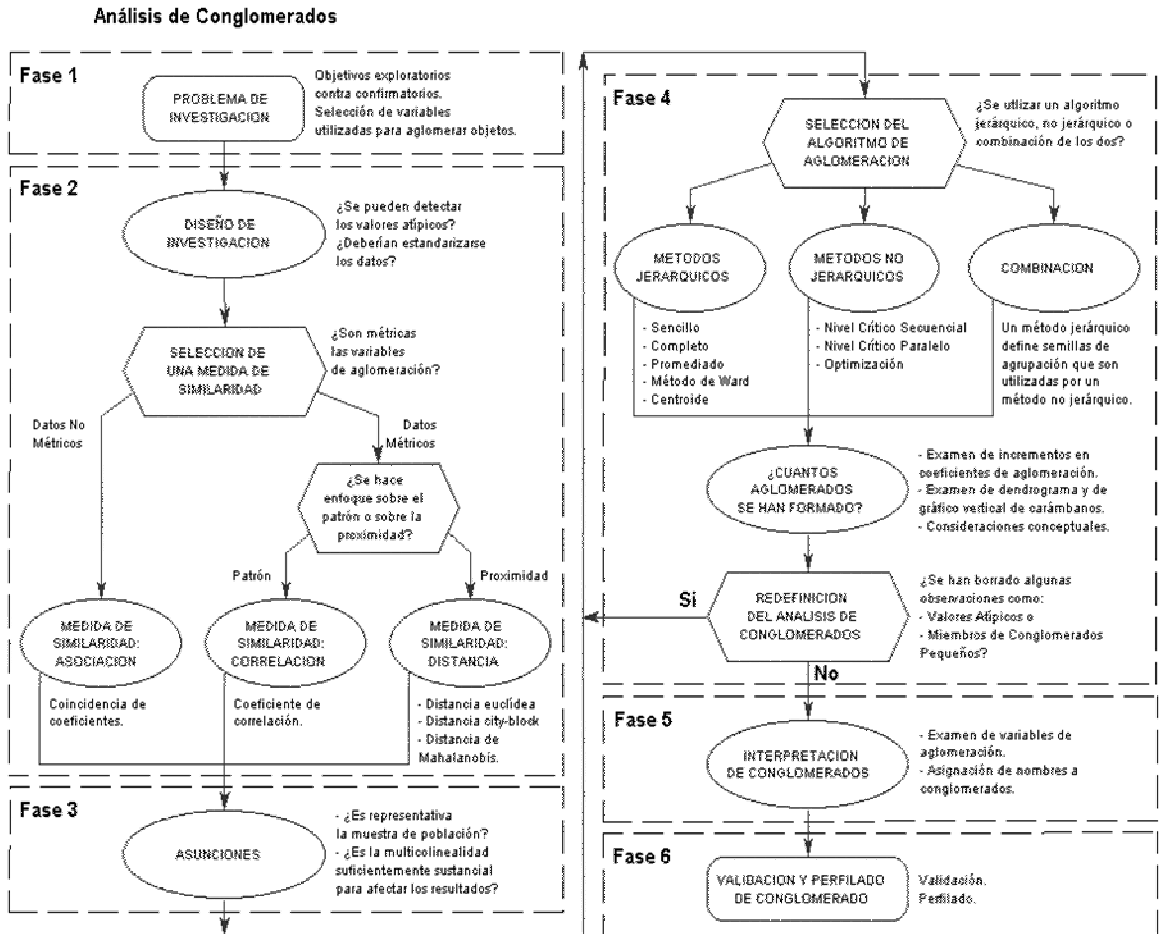 Análisis de Conglomerados
Fase 1
PROBLEMA DE
INVESTIGACION
Objetivos exploratorios
contra confirmatorios.
Selección de variables
utilizadas para aglomerar objetos.
Fase 2
DISEÑO DE
INVESTIGACION
¿Se pueden detectar
los valores atípicos?
¿Deberían estandarizarse
los datos?
SELECCION DE
UNA MEDIDA DE
SIMILARIDAD
¿Son métricas
las variables
de aglomeración?
Datos No
Métricos
Datos
Métricos
¿Se hace
enfoque sobre el
patrón o sobre la
proximidad?
Patrón
Proximidad
MEDIDA DE
SIMILARIDAD:
ASOCIACION
MEDIDA DE
SIMILARIDAD:
CORRELACION
MEDIDA DE
SIMILARIDAD:
DISTANCIA
Coincidencia de
coeficientes.
Coeficiente de
correlación.
- Distancia euclídea
- Distancia city-block
- Distancia de
Mahalanobis.
Fase 3
ASUNCIONES
- ¿Es representativa
la muestra de población?
- ¿Es la multicolinealidad
suficientemente sustancial
para afectar los resultados?
Fase 4
SELECCION DEL
ALGORITMO DE
AGLOMERACION
¿Se utlizar un algoritmo
jerárquico, no jerárquico o
combinación de los dos?
METODOS
JERARQUICOS
METODOS NO
JERARQUICOS
COMBINACION
- Sencillo
- Completo
- Promediado
- Método de Ward
- Centroide
- Nivel Crítico Secuencial
- Nivel Crítico Paralelo
- Optimización
Un método jerárquico
define semillas de
agrupación que son
utilizadas por un
método no jerárquico.
¿CUANTOS
AGLOMERADOS
SE HAN FORMADO?
- Examen de incrementos en
coeficientes de aglomeración.
- Examen de dendrograma y de
gráfico vertical de carámbanos.
- Consideraciones conceptuales.
Sí
REDEFINICION
DEL ANALISIS DE
CONGLOMERADOS
¿Se han borrado algunas
observaciones como:
- Valores Atípicos o
- Miembros de Conglomerados
Pequeños?
No
Fase 5
INTERPRETACION
DE CONGLOMERADOS
- Examen de variables de
aglomeración.
- Asignación de nombres a
conglomerados.
Fase 6
VALIDACION Y PERFILADO
DE CONGLOMERADO
Validación.
Perfilado.